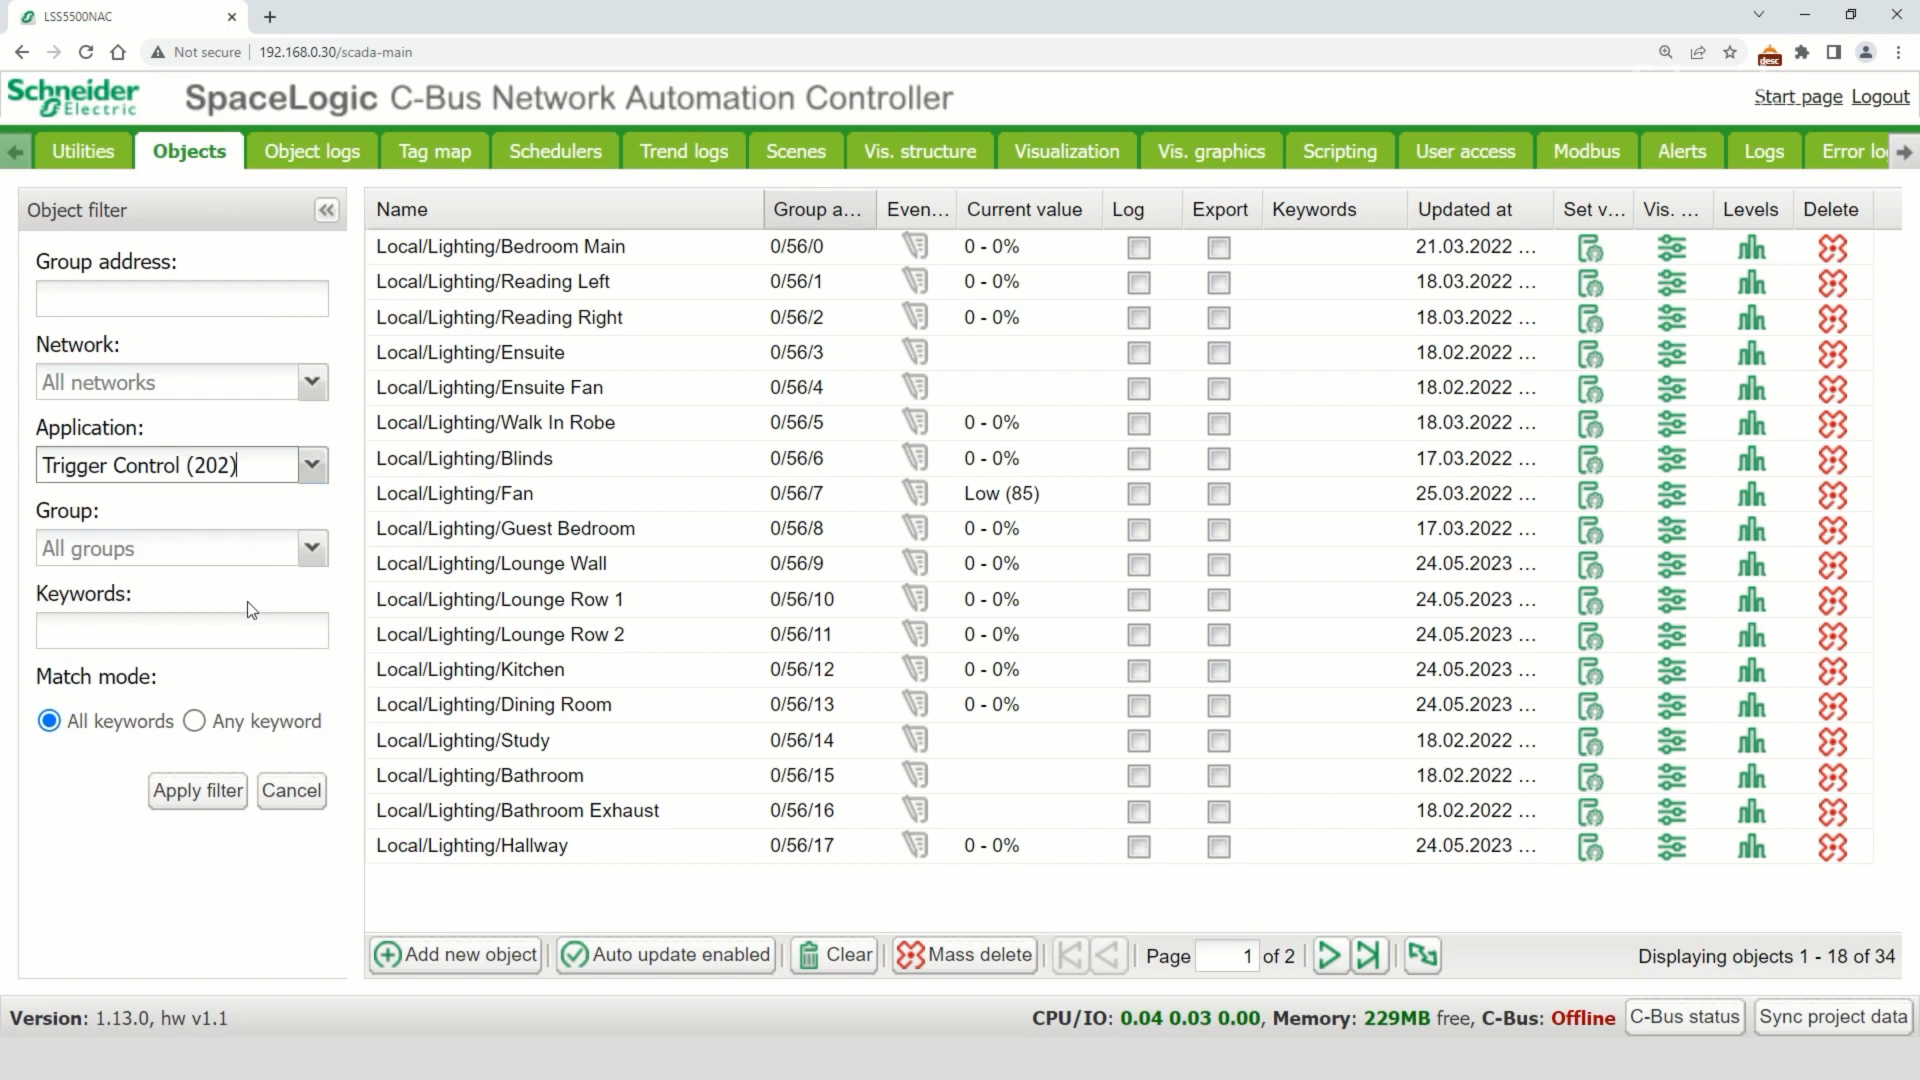 LSS5500NAC
Not secure 192.168.0.30/scada-main
desc
Schneider Electric
SpaceLogic C-Bus Network Automation Controller
Start page Logout
Utilities Objects Object logs Tag map Schedulers Trend logs Scenes Vis. structure Visualization Vis. graphics Scripting User access Modbus Alerts Logs Error lo
Object filter
Group address:
Network:
All networks
Application:
Trigger Control (202)
Group:
All groups
Keywords:
Match mode:
All keywords Any keyword
Apply filter Cancel
Name Group a... Even... Current value Log Export Keywords Updated at Set v... Vis. ... Levels Delete
Local/Lighting/Bedroom Main 0/56/0 0 - 0% 21.03.2022 ...
Local/Lighting/Reading Left 0/56/1 0 - 0% 18.03.2022 ...
Local/Lighting/Reading Right 0/56/2 0 - 0% 18.03.2022 ...
Local/Lighting/Ensuite 0/56/3 18.02.2022 ...
Local/Lighting/Ensuite Fan 0/56/4 18.02.2022 ...
Local/Lighting/Walk In Robe 0/56/5 0 - 0% 18.03.2022 ...
Local/Lighting/Blinds 0/56/6 0 - 0% 17.03.2022 ...
Local/Lighting/Fan 0/56/7 Low (85) 25.03.2022 ...
Local/Lighting/Guest Bedroom 0/56/8 0 - 0% 17.03.2022 ...
Local/Lighting/Lounge Wall 0/56/9 0 - 0% 24.05.2023 ...
Local/Lighting/Lounge Row 1 0/56/10 0 - 0% 24.05.2023 ...
Local/Lighting/Lounge Row 2 0/56/11 0 - 0% 24.05.2023 ...
Local/Lighting/Kitchen 0/56/12 0 - 0% 24.05.2023 ...
Local/Lighting/Dining Room 0/56/13 0 - 0% 24.05.2023 ...
Local/Lighting/Study 0/56/14 18.02.2022 ...
Local/Lighting/Bathroom 0/56/15 18.02.2022 ...
Local/Lighting/Bathroom Exhaust 0/56/16 18.02.2022 ...
Local/Lighting/Hallway 0/56/17 0 - 0% 24.05.2023 ...
Add new object Auto update enabled Clear Mass delete Page 1 of 2 Displaying objects 1 - 18 of 34
Version: 1.13.0, hw v1.1 CPU/IO: 0.04 0.03 0.00, Memory: 229MB free, C-Bus: Offline C-Bus status Sync project data